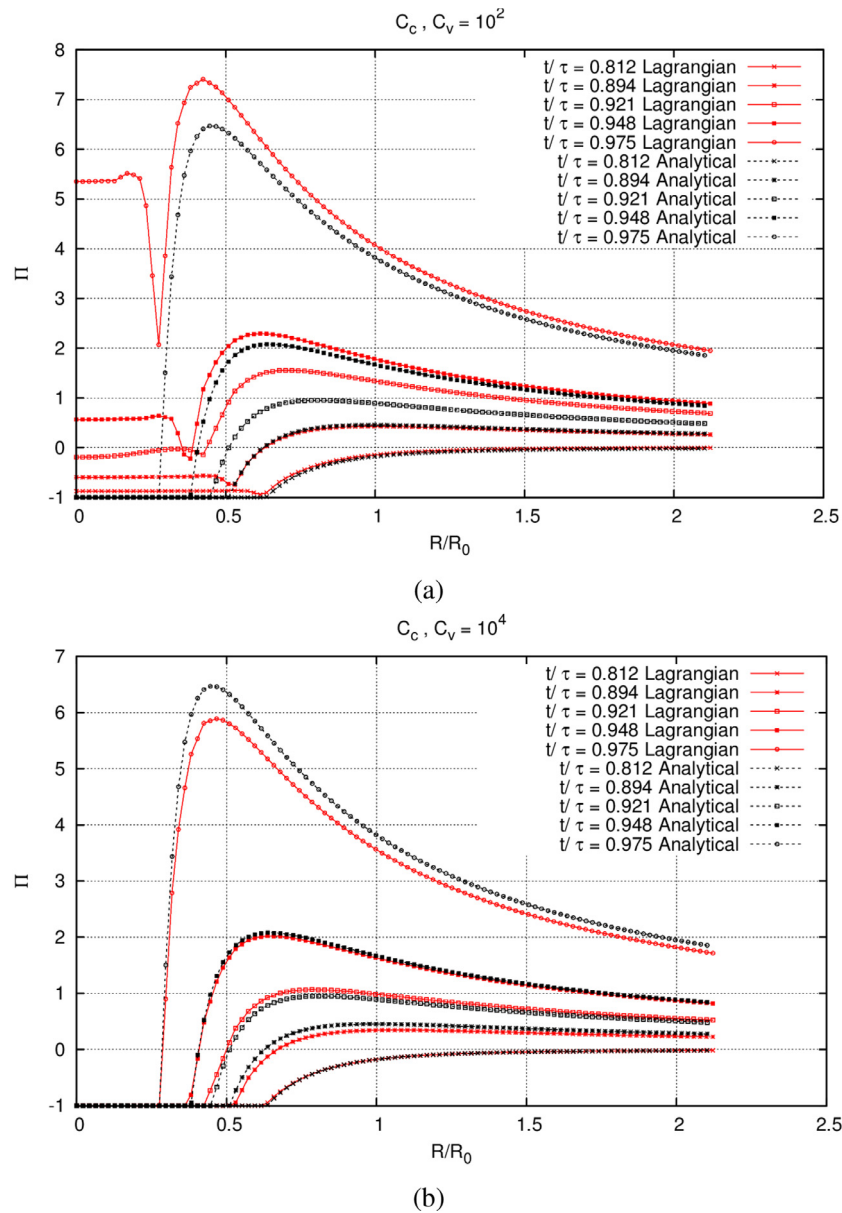 C_c , C_v = 10^2
8
7
6
5
4
3
2
1
0
-1
Π
t/ τ = 0.812 Lagrangian
t/ τ = 0.894 Lagrangian
t/ τ = 0.921 Lagrangian
t/ τ = 0.948 Lagrangian
t/ τ = 0.975 Lagrangian
t/ τ = 0.812 Analytical
t/ τ = 0.894 Analytical
t/ τ = 0.921 Analytical
t/ τ = 0.948 Analytical
t/ τ = 0.975 Analytical
0 0.5 1 1.5 2 2.5
R/R_0
(a)
C_c , C_v = 10^4
7
6
5
4
3
2
1
0
-1
Π
t/ τ = 0.812 Lagrangian
t/ τ = 0.894 Lagrangian
t/ τ = 0.921 Lagrangian
t/ τ = 0.948 Lagrangian
t/ τ = 0.975 Lagrangian
t/ τ = 0.812 Analytical
t/ τ = 0.894 Analytical
t/ τ = 0.921 Analytical
t/ τ = 0.948 Analytical
t/ τ = 0.975 Analytical
0 0.5 1 1.5 2 2.5
R/R_0
(b)